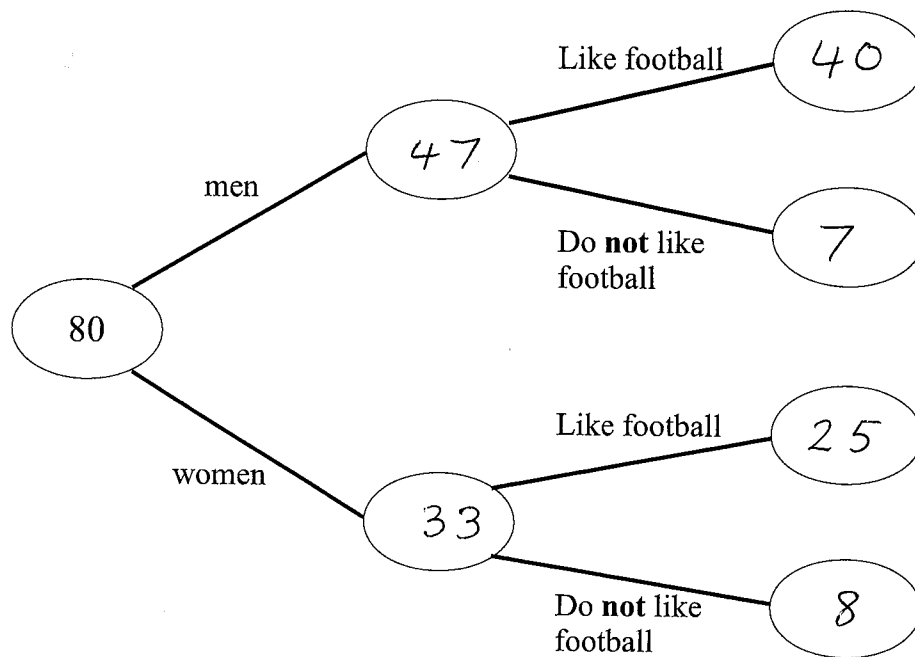 Like football
40
47
men
Do not like
football
7
80
Like football
25
women
33
Do not like
football
8